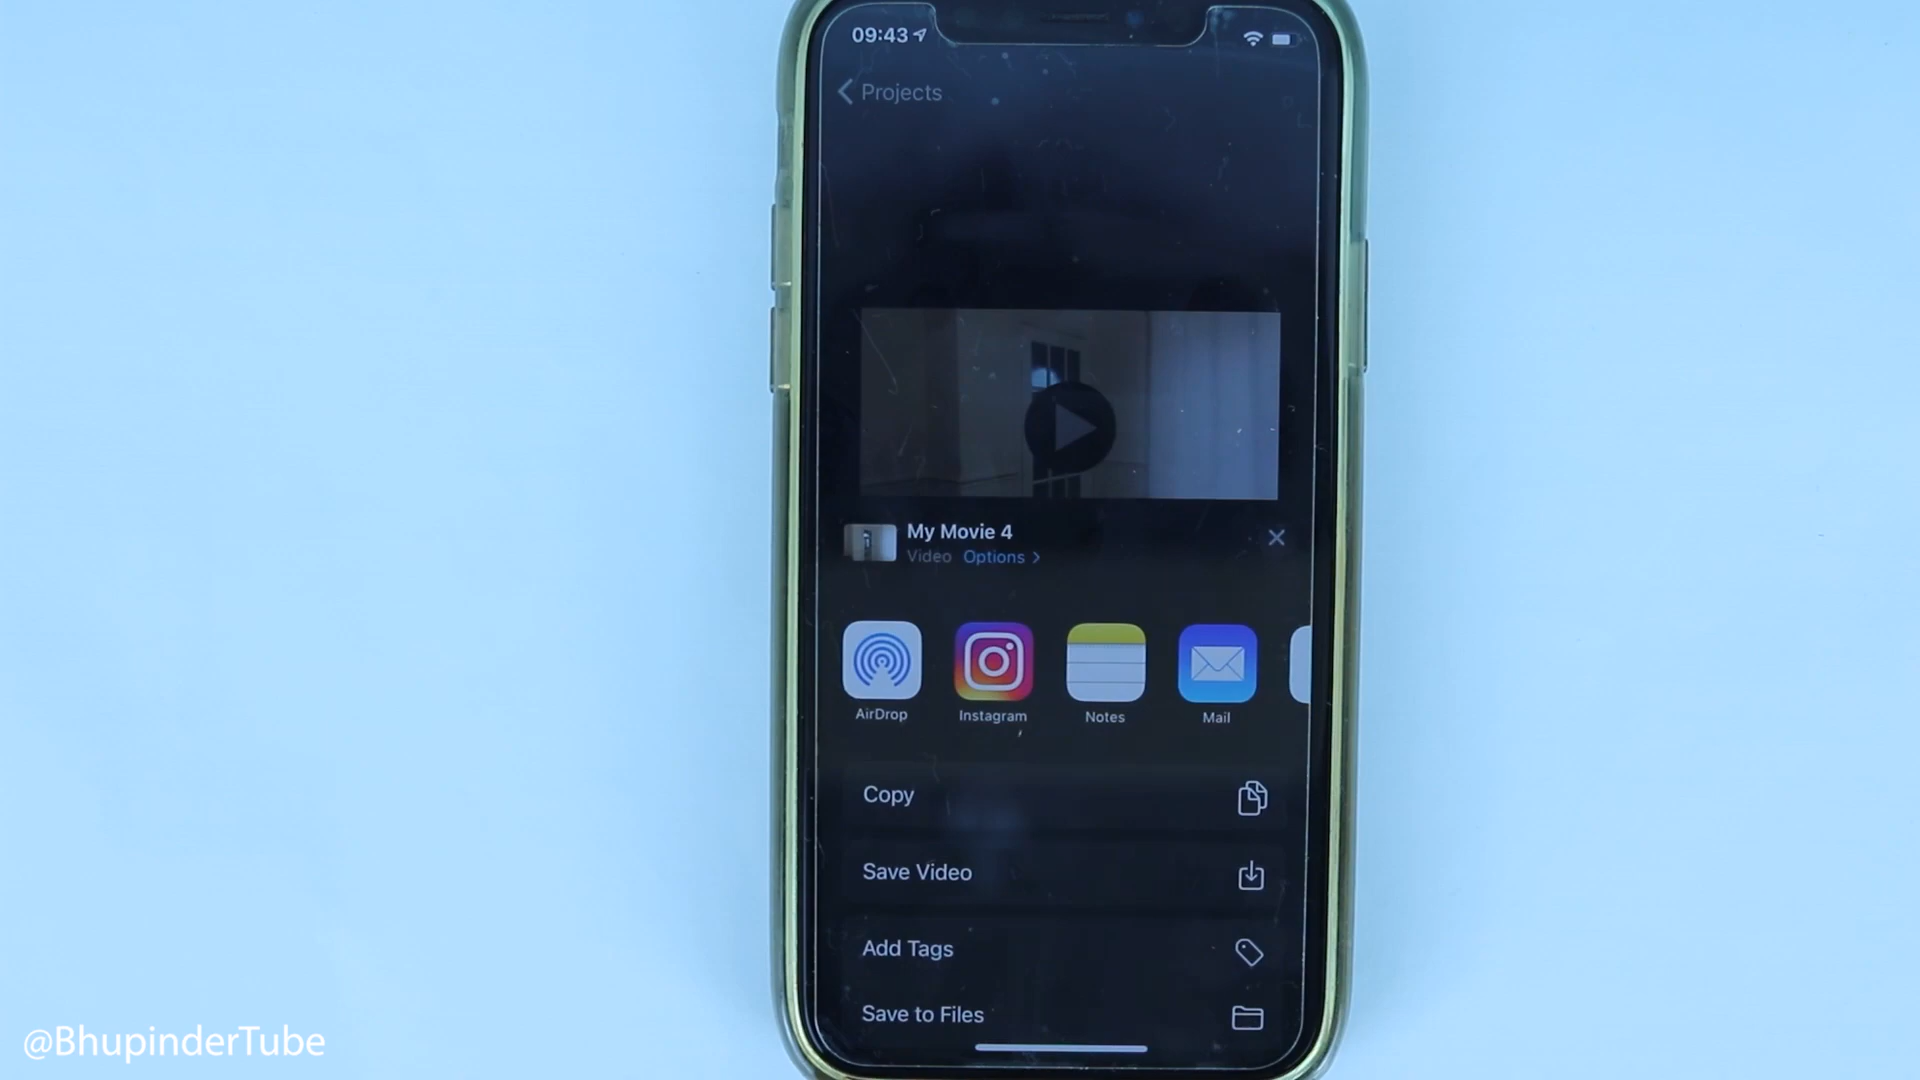 09:43
Projects
My Movie 4
Video Options >
AirDrop Instagram Notes Mail
Copy
Save Video
Add Tags
Save to Files
@BhupinderTube